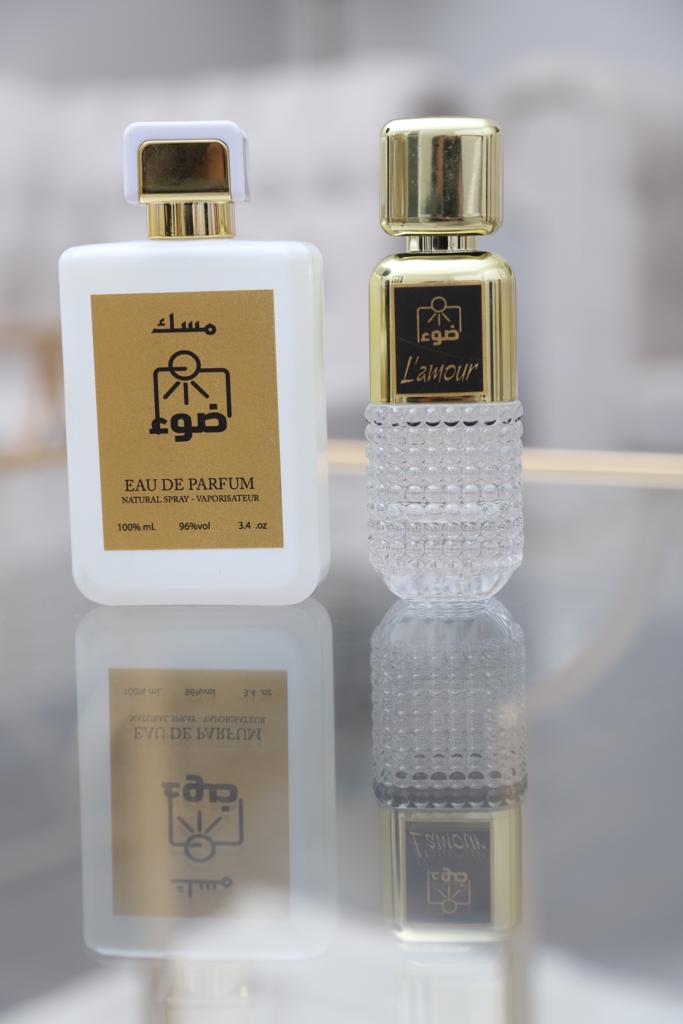 مسك
ضوء
EAU DE PARFUM
NATURAL SPRAY - VAPORISATEUR
100% ml. 96%vol 3.4 .oz
ضوء
L'amour